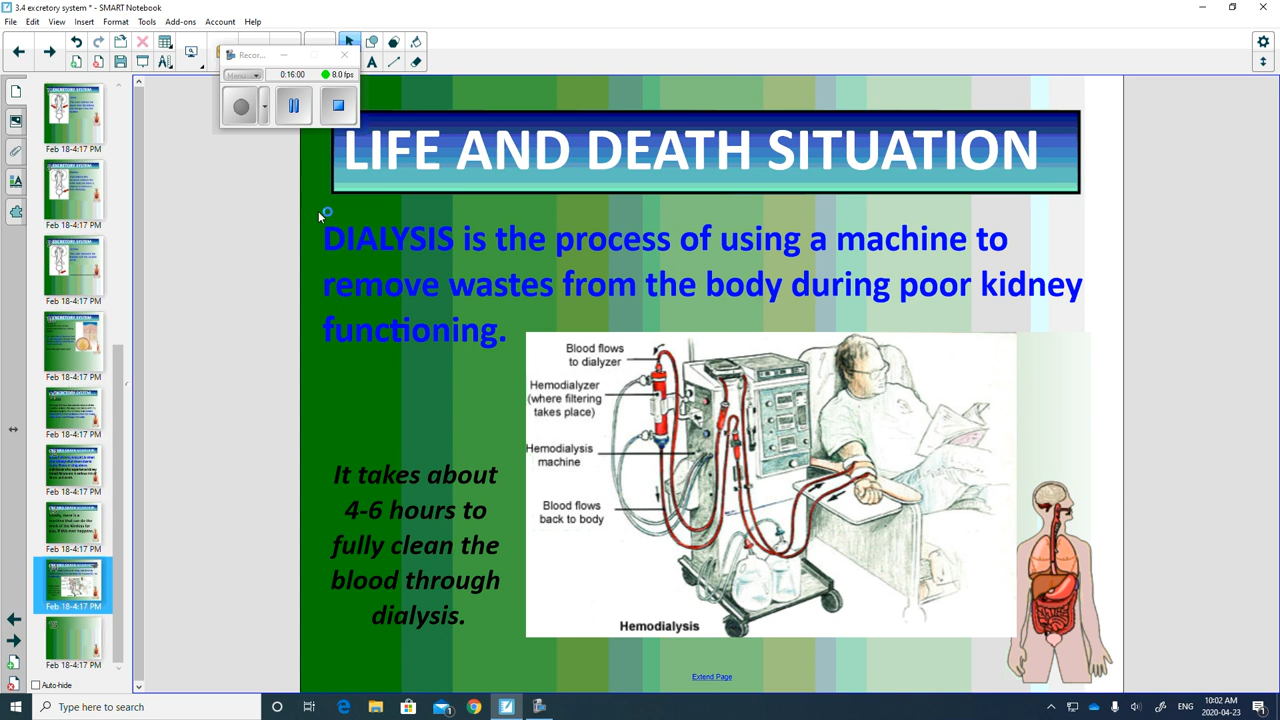 3.4 excretory system * - SMART Notebook
File Edit View Insert Format Tools Add-ons Account Help
Recor...
Menu
0:16:00
8.0 fps
LIFE AND DEATH SITUATION
DIALYSIS is the process of using a machine to
remove wastes from the body during poor kidney
functioning.
Blood flows
to dialyzer
Hemodialyzer
(where filtering
takes place)
Hemodialysis
machine
Blood flows
back to body
Hemodialysis
It takes about
4-6 hours to
fully clean the
blood through
dialysis.
Extend Page
Feb 18-4:17 PM
Feb 18-4:17 PM
Feb 18-4:17 PM
Feb 18-4:17 PM
Feb 18-4:17 PM
Feb 18-4:17 PM
Feb 18-4:17 PM
Feb 18-4:17 PM
Feb 18-4:17 PM
Auto-hide
Type here to search
ENG
10:02 AM
2020-04-23